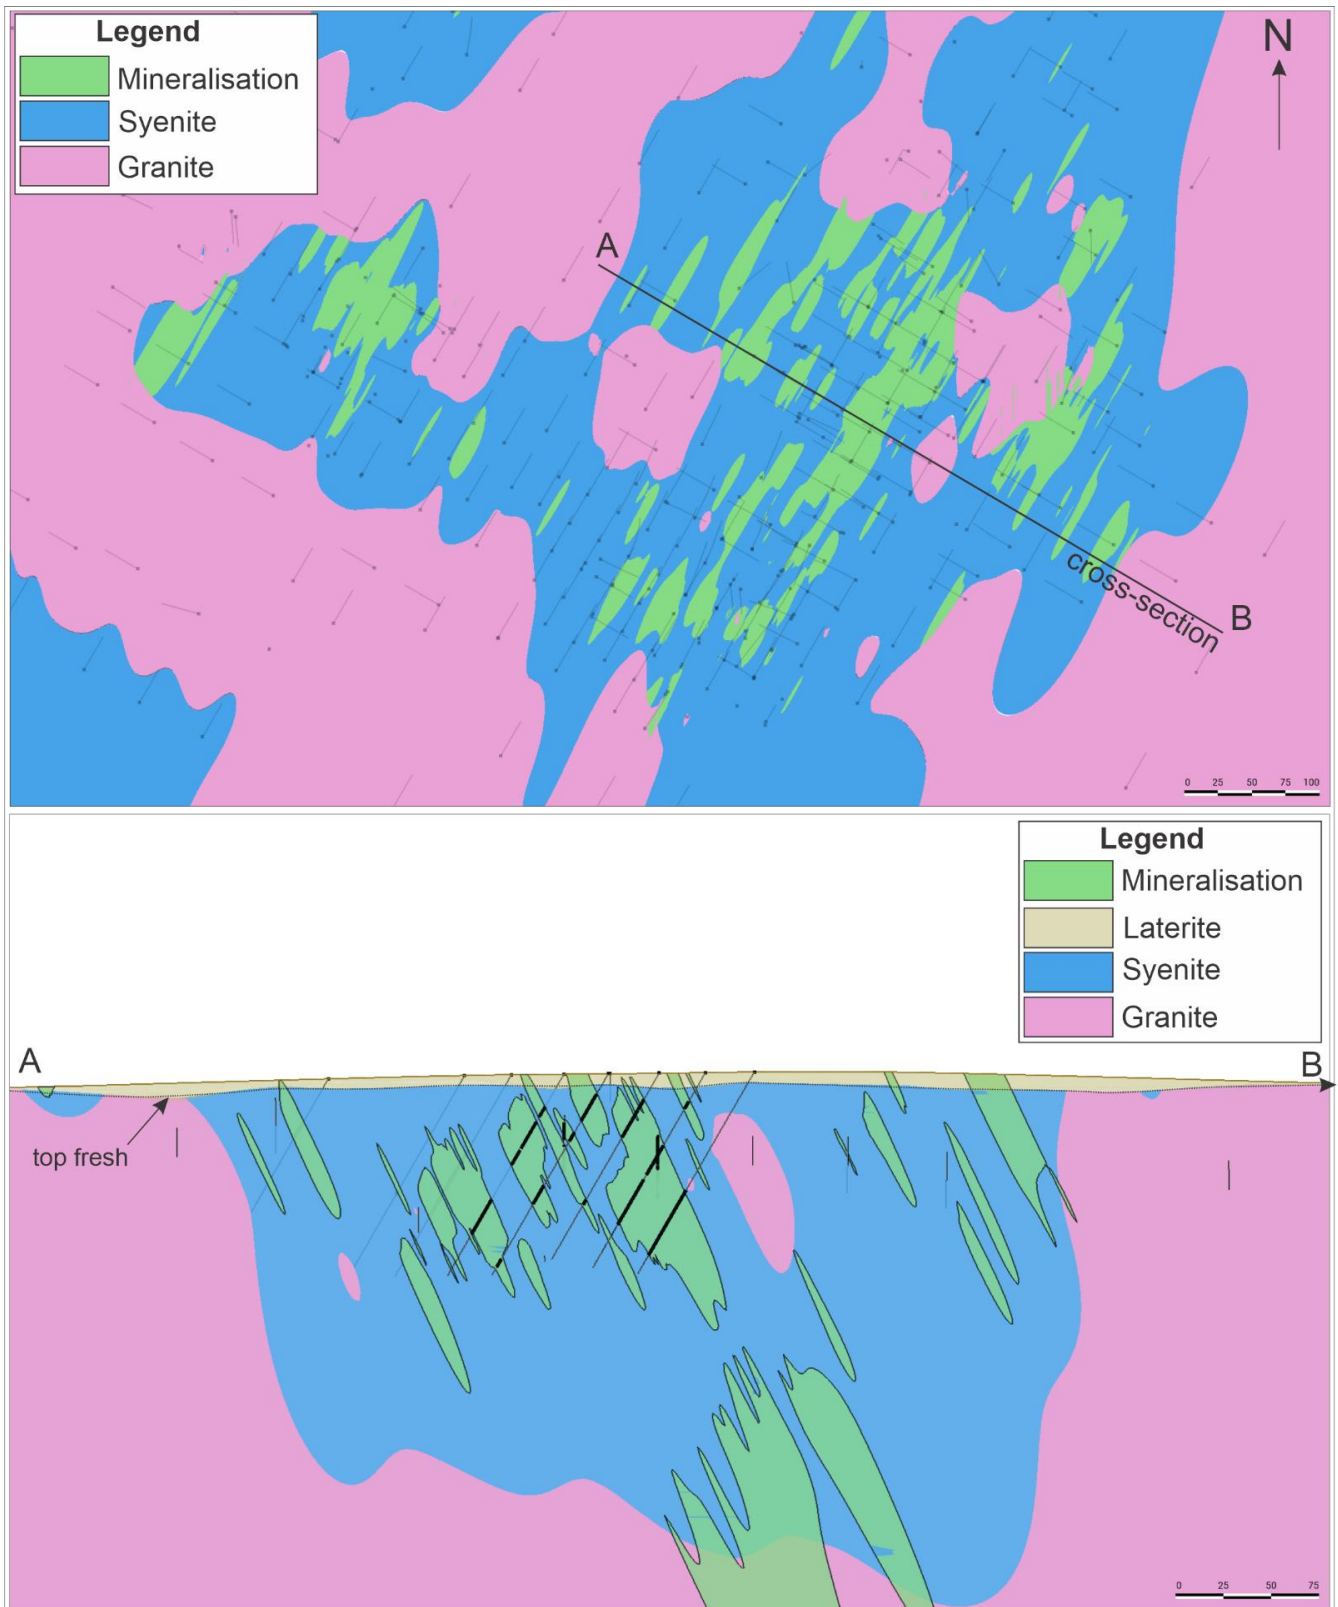 Legend
Mineralisation
Syenite
Granite
N
A
cross-section
B
0 25 50 75 100
Legend
Mineralisation
Laterite
Syenite
Granite
A
B
top fresh
0 25 50 75